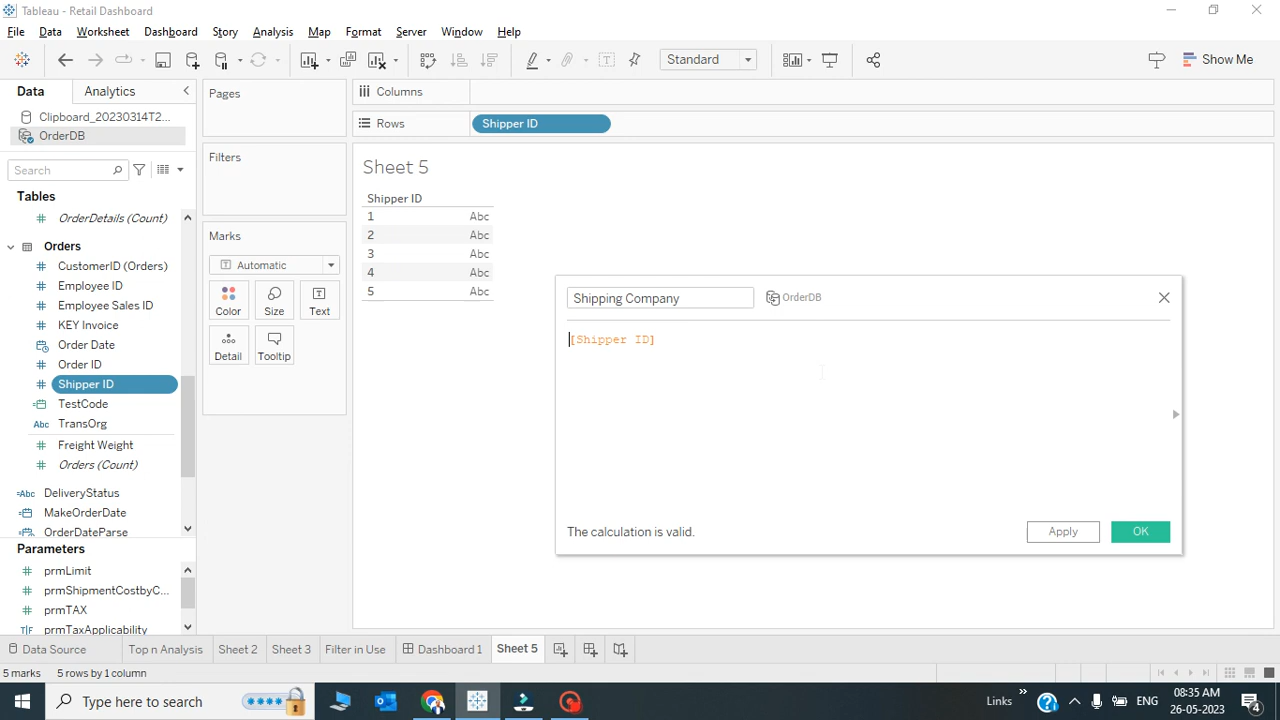 Tableau - Retail Dashboard
File Data Worksheet Dashboard Story Analysis Map Format Server Window Help
Standard
Show Me
Data Analytics
Pages
Columns
Clipboard_20230314T2...
OrderDB
Rows
Shipper ID
Search
Filters
Sheet 5
Tables
Shipper ID
OrderDetails (Count)
1 Abc
2 Abc
3 Abc
4 Abc
5 Abc
Marks
Automatic
Color
Size
Text
Detail
Tooltip
Orders
CustomerID (Orders)
Employee ID
Employee Sales ID
KEY Invoice
Order Date
Order ID
Shipper ID
TestCode
Abc TransOrg
Freight Weight
Orders (Count)
Abc DeliveryStatus
MakeOrderDate
OrderDateParse
Shipping Company
OrderDB
[Shipper ID]
The calculation is valid.
Apply
OK
Parameters
prmLimit
prmShipmentCostbyC...
prmTAX
T|F prmTaxApplicability
Data Source
Top n Analysis
Sheet 2
Sheet 3
Filter in Use
Dashboard 1
Sheet 5
5 marks 5 rows by 1 column
Type here to search
Links
ENG
08:35 AM
26-05-2023
4